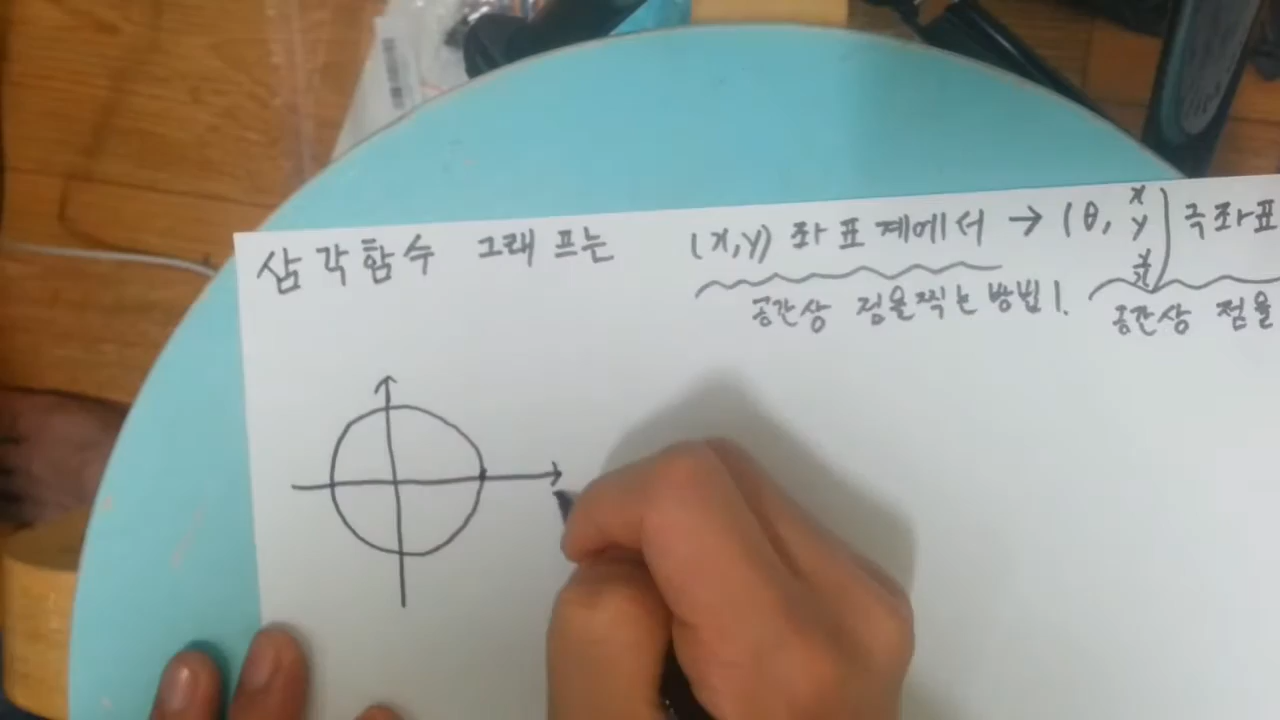 삼각함수 그래프는 (x,y) 좌표계에서 → (θ, x y y/x) 극좌표
공간상 점을찍는 방법1. 공간상 점을